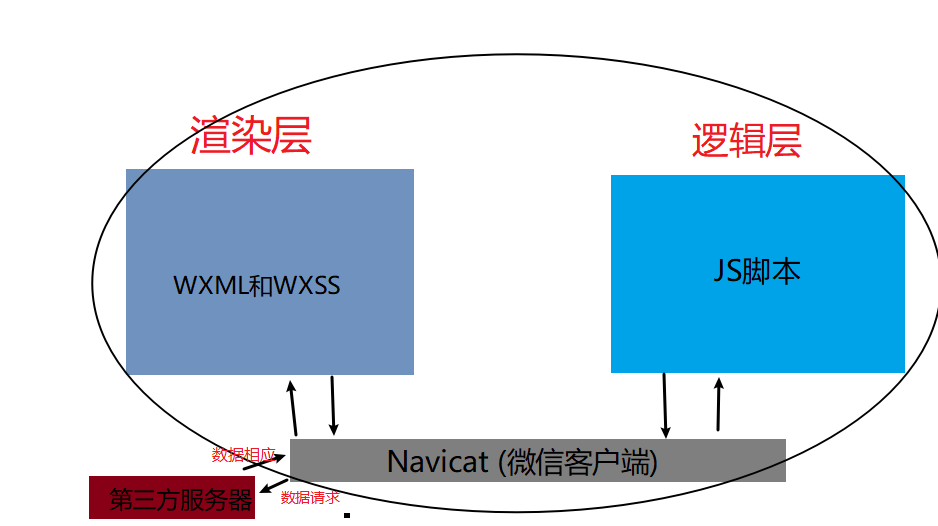 渲染层
逻辑层
WXML和WXSS
JS脚本
数据相应
Navicat (微信客户端)
第三方服务器
数据请求